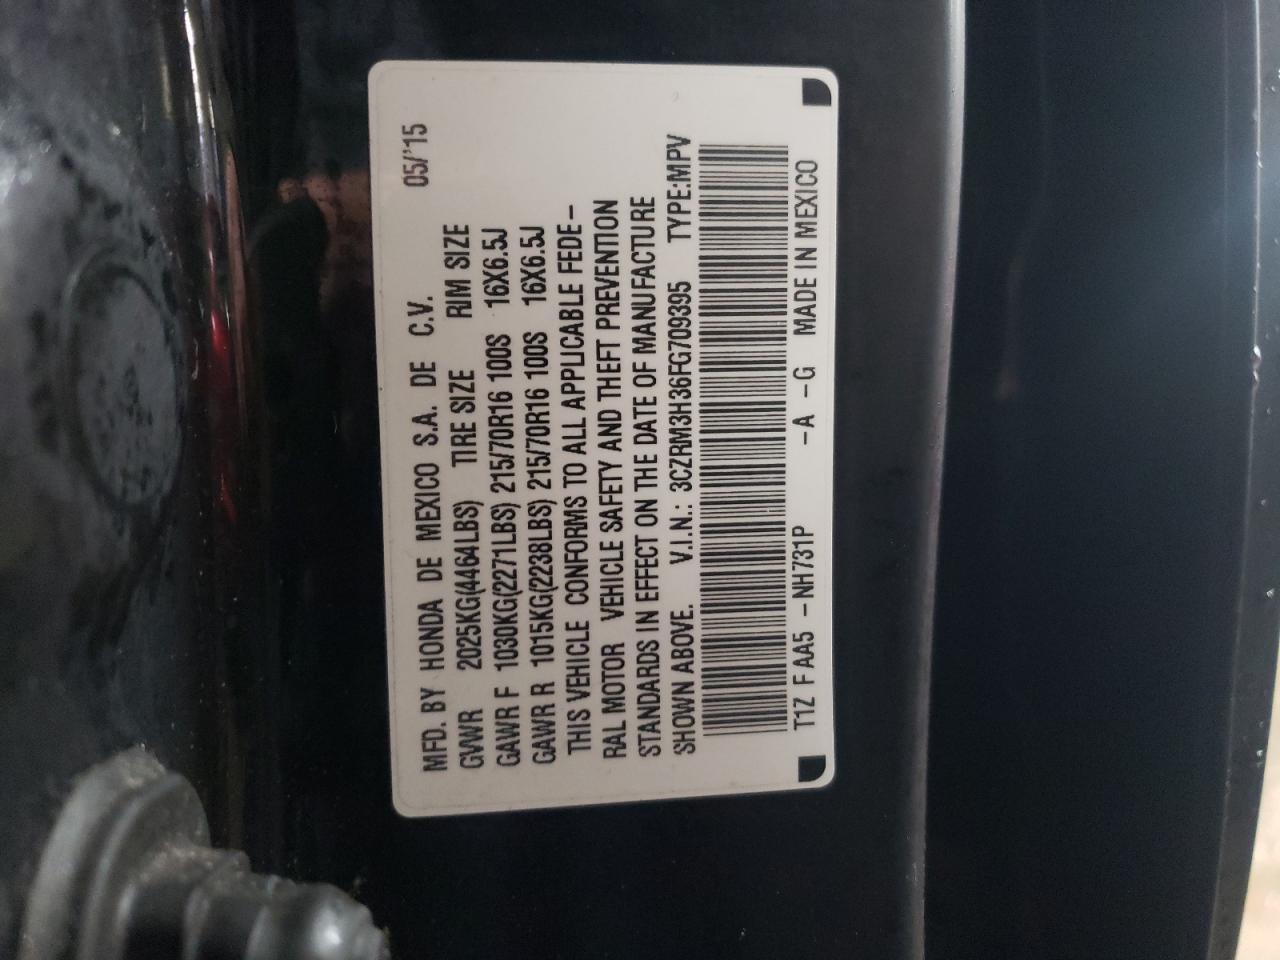 MFD. BY HONDA DE MEXICO S.A. DE C.V. 05/'15
GVWR 2025KG(4464LBS) TIRE SIZE RIM SIZE
GAWR F 1030KG(2271LBS) 215/70R16 100S 16X6.5J
GAWR R 1015KG(2238LBS) 215/70R16 100S 16X6.5J
THIS VEHICLE CONFORMS TO ALL APPLICABLE FEDE-
RAL MOTOR VEHICLE SAFETY AND THEFT PREVENTION
STANDARDS IN EFFECT ON THE DATE OF MANUFACTURE
SHOWN ABOVE. V.I.N.: 3CZRM3H36FG709395 TYPE:MPV
T1Z F AA5 -NH731P -A -G MADE IN MEXICO